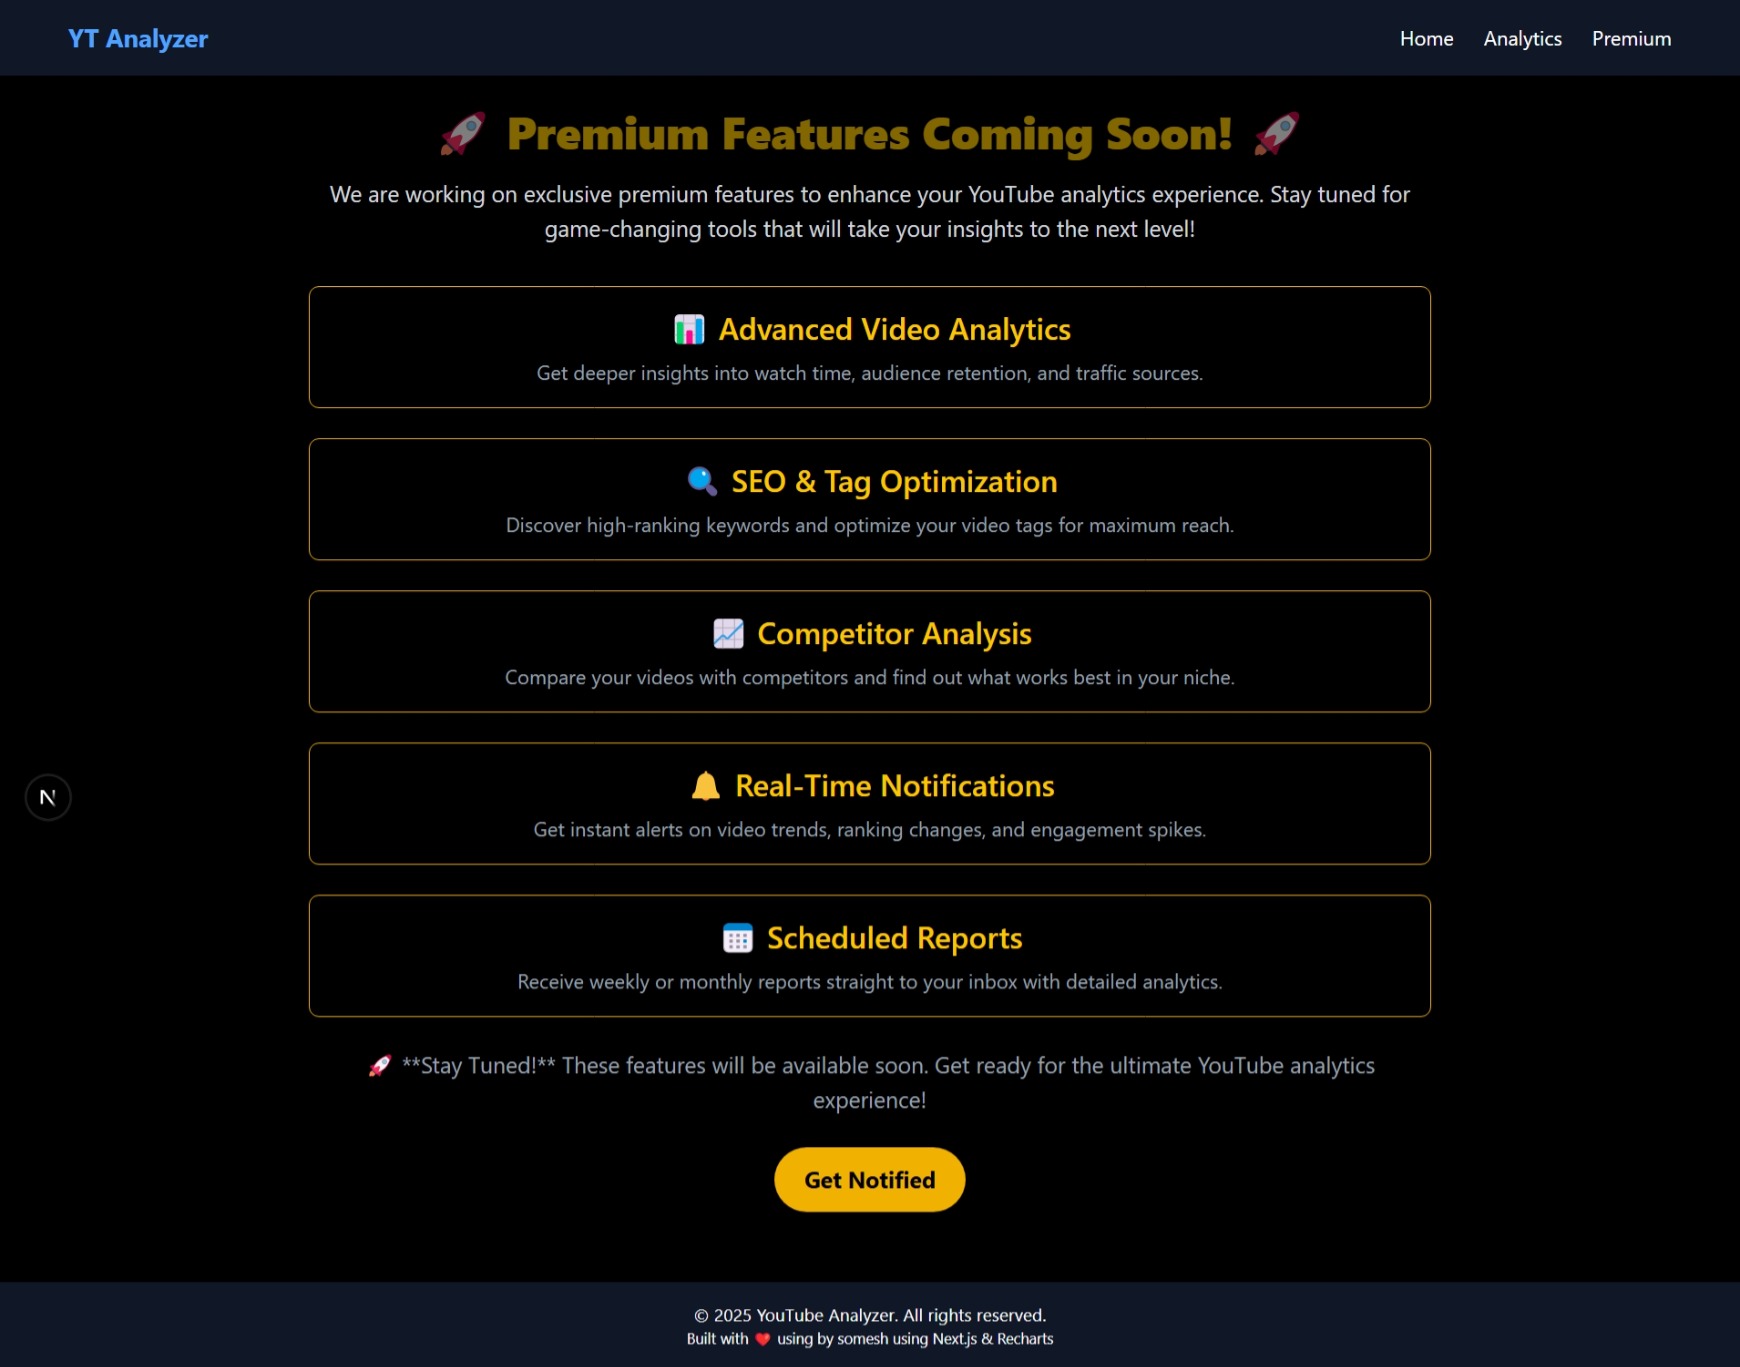 YT Analyzer
Home Analytics Premium
🚀 Premium Features Coming Soon! 🚀
We are working on exclusive premium features to enhance your YouTube analytics experience. Stay tuned for
game-changing tools that will take your insights to the next level!
📊 Advanced Video Analytics
Get deeper insights into watch time, audience retention, and traffic sources.
🔍 SEO & Tag Optimization
Discover high-ranking keywords and optimize your video tags for maximum reach.
📈 Competitor Analysis
Compare your videos with competitors and find out what works best in your niche.
🔔 Real-Time Notifications
Get instant alerts on video trends, ranking changes, and engagement spikes.
N
📅 Scheduled Reports
Receive weekly or monthly reports straight to your inbox with detailed analytics.
🚀 **Stay Tuned!** These features will be available soon. Get ready for the ultimate YouTube analytics
experience!
Get Notified
© 2025 YouTube Analyzer. All rights reserved.
Built with ❤️ using by somesh using Next.js & Recharts